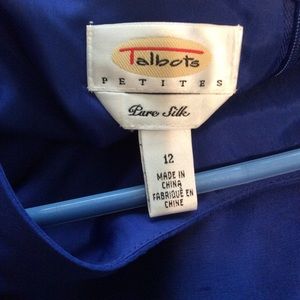 Talbots
PETITES
Pure Silk
12
MADE IN
CHINA
FABRIQUÉ EN
CHINE